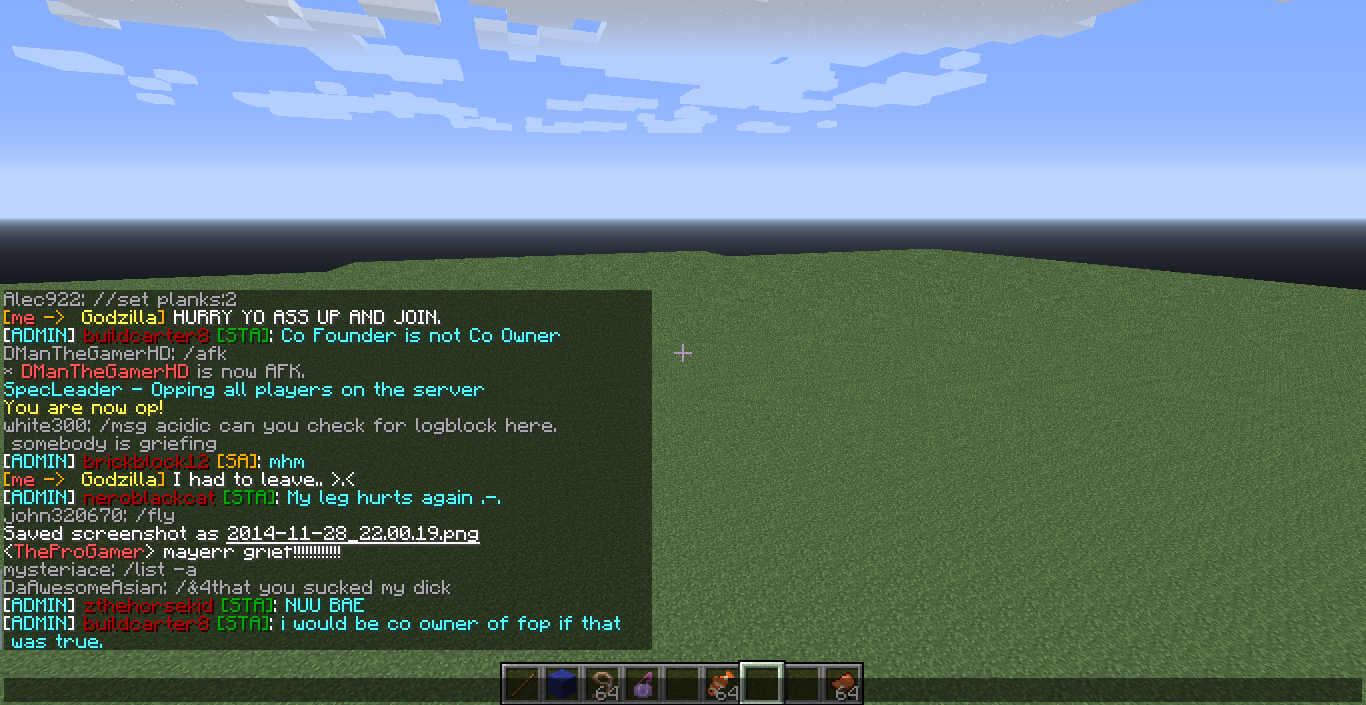 Alec922: //set planks:2
[me -> Godzilla] HURRY YO ASS UP AND JOIN.
[ADMIN] buildcarter8 [STA]: Co Founder is not Co Owner
DManTheGamerHD: /afk
* DManTheGamerHD is now AFK.
SpecLeader - Opping all players on the server
You are now op!
white300: /msg acidic can you check for logblock here.
somebody is griefing
[ADMIN] brickblock12 [SA]: mhm
[me -> Godzilla] I had to leave.. >.<
[ADMIN] neroblackcat [STA]: My leg hurts again .-.
john320670: /fly
Saved screenshot as 2014-11-28_22.00.19.png
<TheProGamer> mayerr grief!!!!!!!!!!!
mysteriace: /list -a
DaAwesomeAsian: /&4that you sucked my dick
[ADMIN] zthehorsekid [STA]: NUU BAE
[ADMIN] buildcarter8 [STA]: i would be co owner of fop if that
was true.
64
64
64